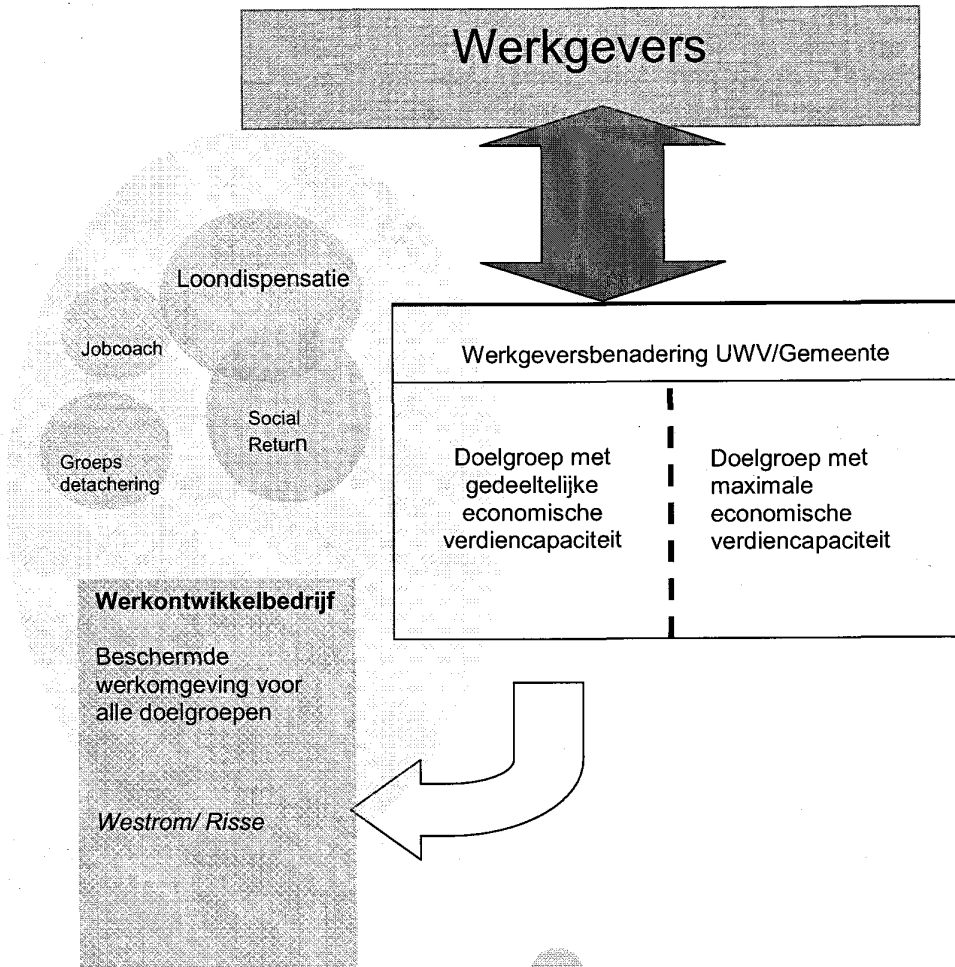 Werkgevers
Loondispensatie
Jobcoach
Social
Return
Groeps
detachering
Werkgeversbenadering UWV/Gemeente
Doelgroep met
gedeeltelijke
economische
verdiencapaciteit
Doelgroep met
maximale
economische
verdiencapaciteit
Werkontwikkelbedrijf
Beschermde
werkomgeving voor
alle doelgroepen
Westrom/ Risse